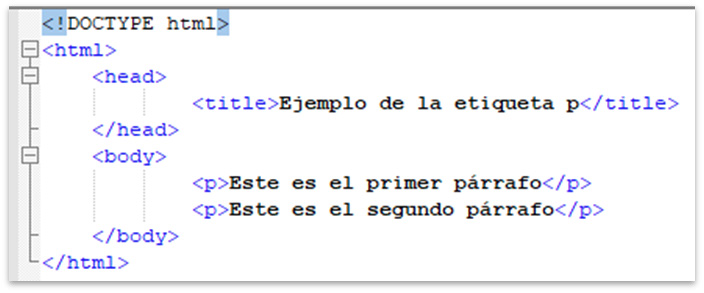 <!DOCTYPE html>
<html>
<head>
<title>Ejemplo de la etiqueta p</title>
</head>
<body>
<p>Este es el primer párrafo</p>
<p>Este es el segundo párrafo</p>
</body>
</html>